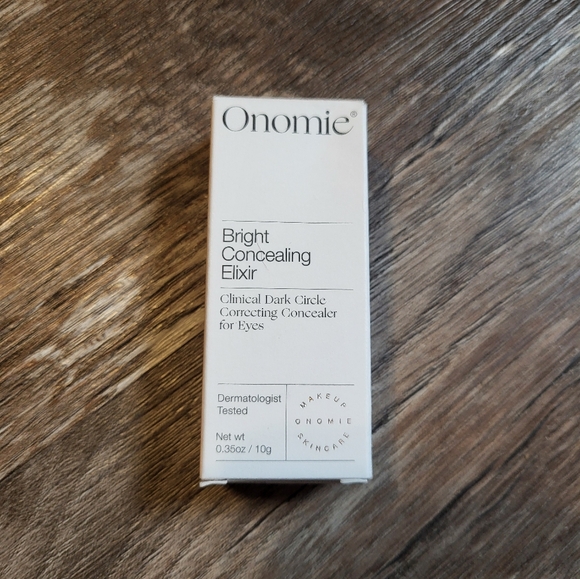 Onomie®
Bright
Concealing
Elixir
Clinical Dark Circle
Correcting Concealer
for Eyes
Dermatologist
Tested
Net wt
0.35oz / 10g
MAKEUP
ONOMIE
SKINCARE